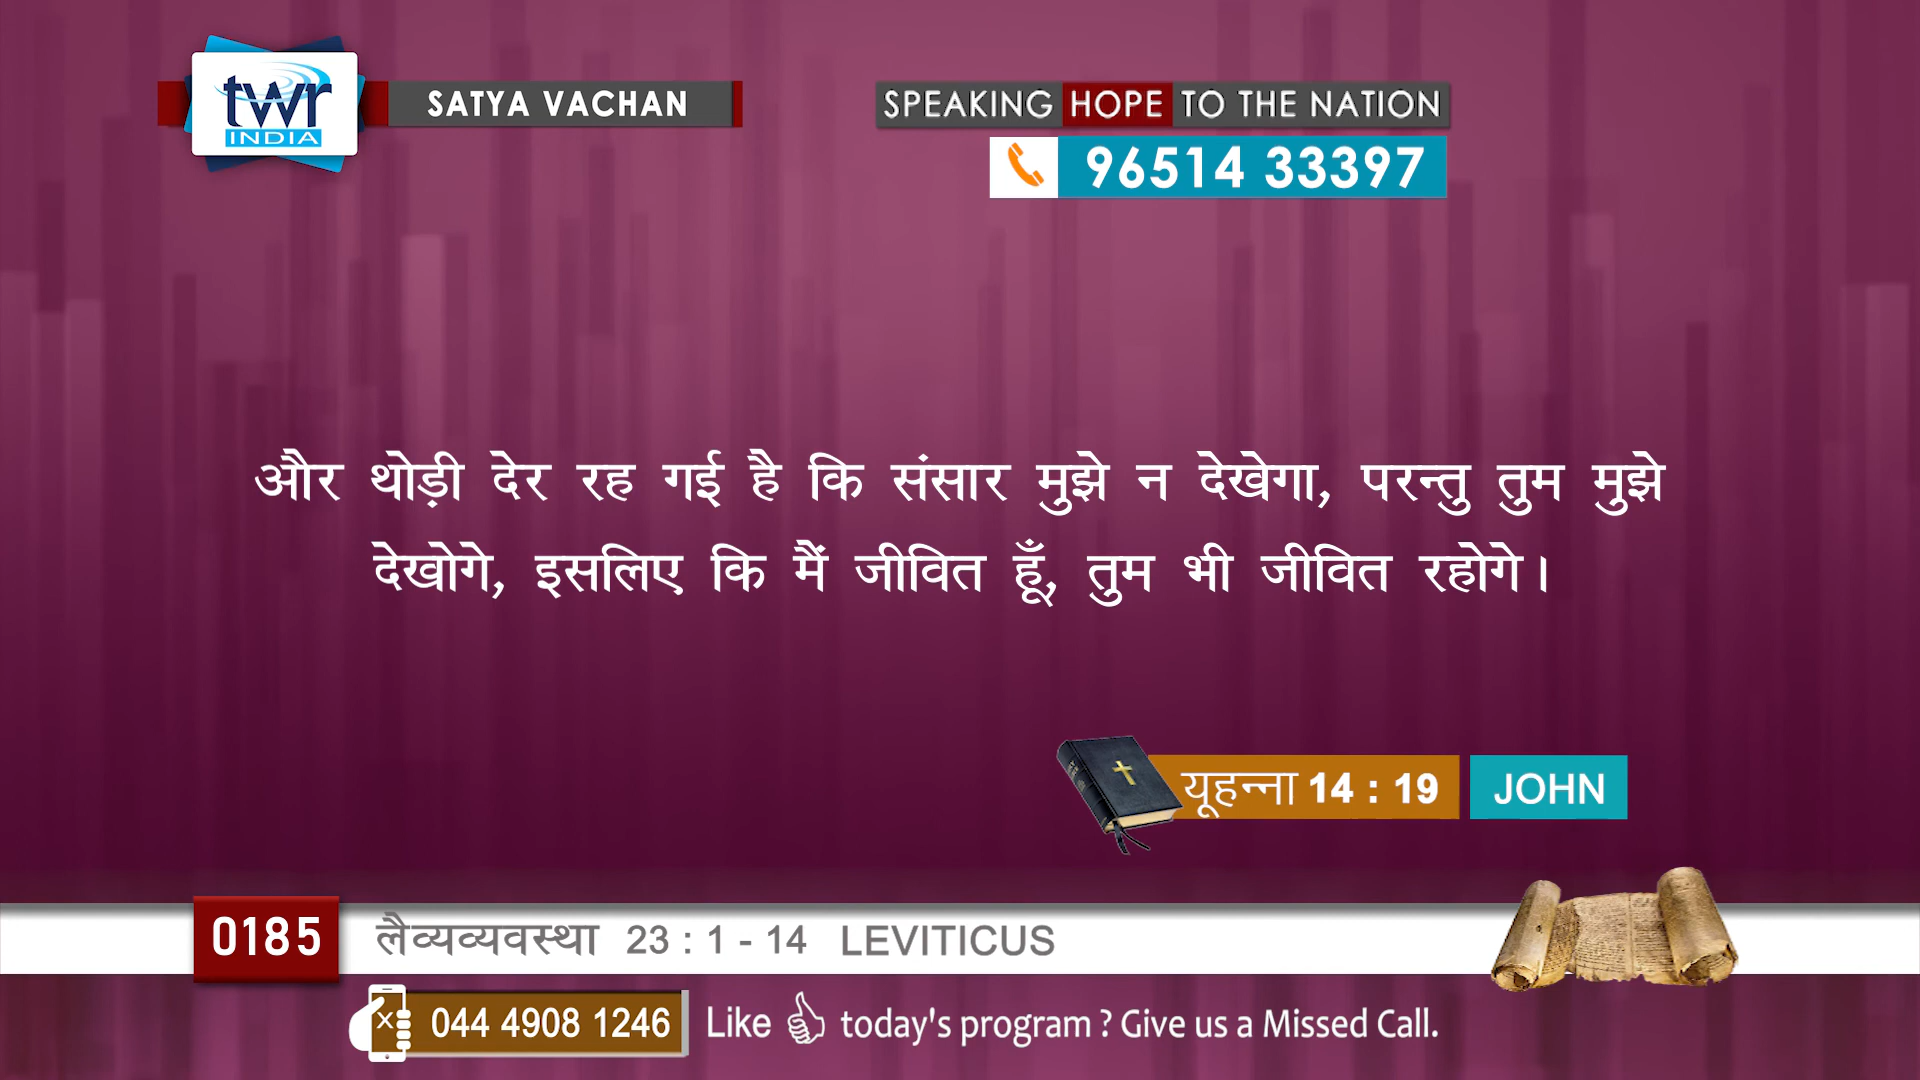 twr
INDIA
SATYA VACHAN
SPEAKING HOPE TO THE NATION
96514 33397
और थोड़ी देर रह गई है कि संसार मुझे न देखेगा, परन्तु तुम मुझे
देखोगे, इसलिए कि मैं जीवित हूँ, तुम भी जीवित रहोगे।
यूहन्ना 14 : 19 JOHN
0185 लैव्यव्यवस्था 23 : 1 - 14 LEVITICUS
044 4908 1246 Like today's program ? Give us a Missed Call.